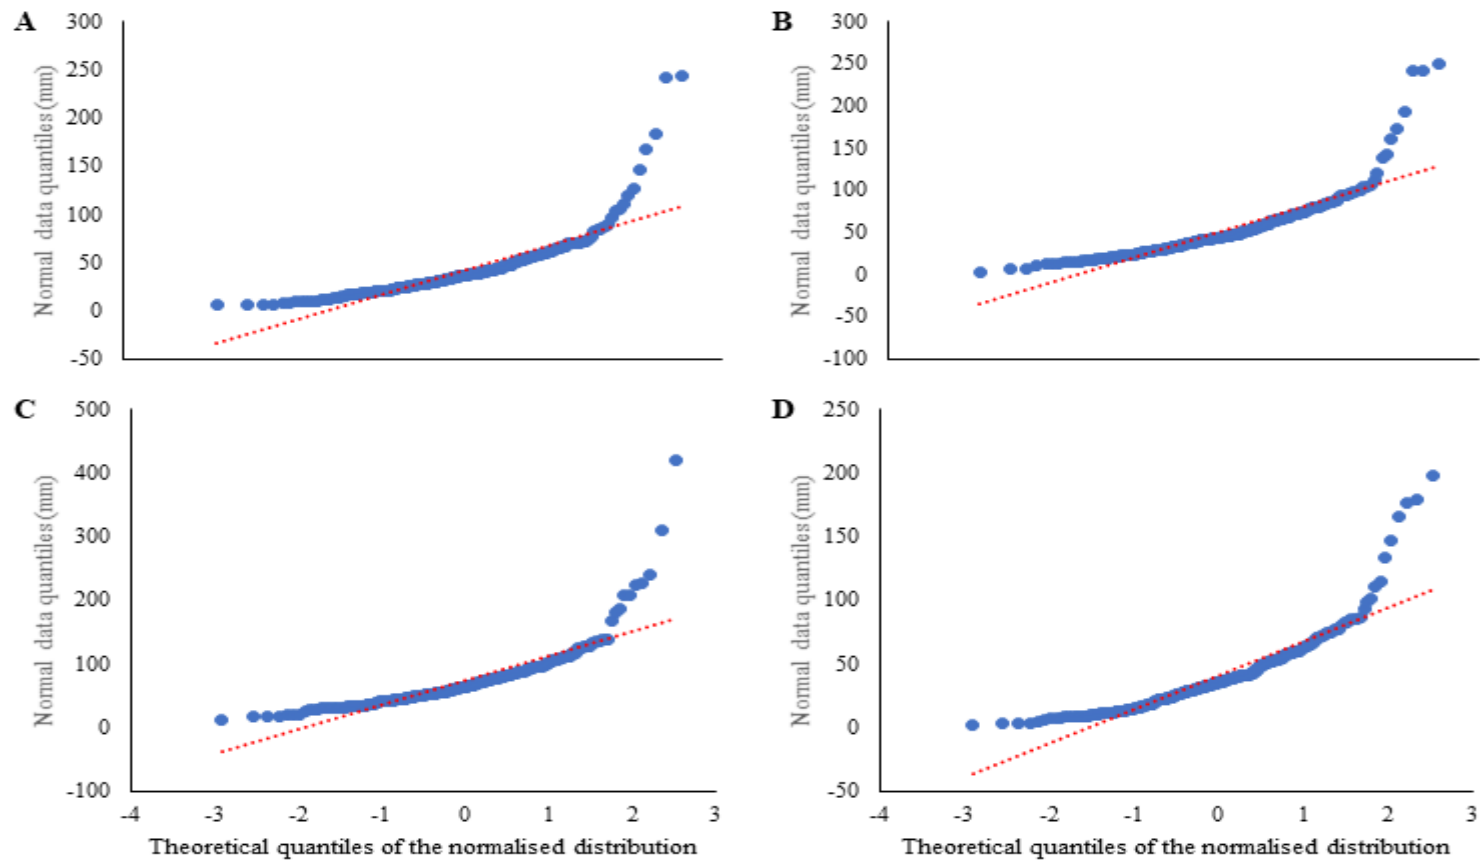 A
Normal data quantiles (mm)
300
250
200
150
100
50
0
-50
B
Normal data quantiles (mm)
300
250
200
150
100
50
0
-50
-100
C
Normal data quantiles (mm)
500
400
300
200
100
0
-100
-4 -3 -2 -1 0 1 2 3
Theoretical quantiles of the normalised distribution
D
Normal data quantiles (mm)
250
200
150
100
50
0
-50
-4 -3 -2 -1 0 1 2 3
Theoretical quantiles of the normalised distribution